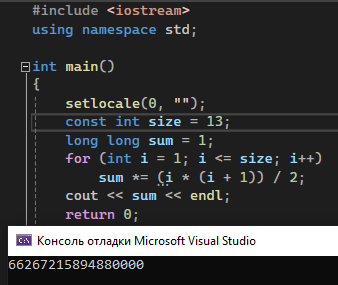 #include <iostream>
using namespace std;
int main()
{
setlocale(0, "");
const int size = 13;
long long sum = 1;
for (int i = 1; i <= size; i++)
sum *= (i * (i + 1)) / 2;
cout << sum << endl;
return 0;
Консоль отладки Microsoft Visual Studio
66267215894880000